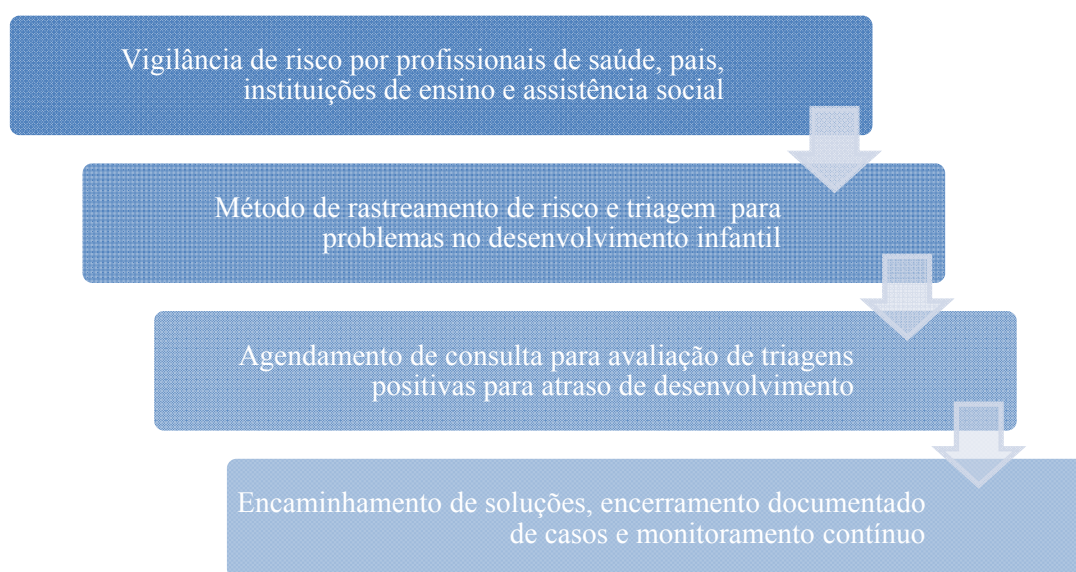 Vigilância de risco por profissionais de saúde, pais,
instituições de ensino e assistência social
Método de rastreamento de risco e triagem para
problemas no desenvolvimento infantil
Agendamento de consulta para avaliação de triagens
positivas para atraso de desenvolvimento
Encaminhamento de soluções, encerramento documentado
de casos e monitoramento contínuo